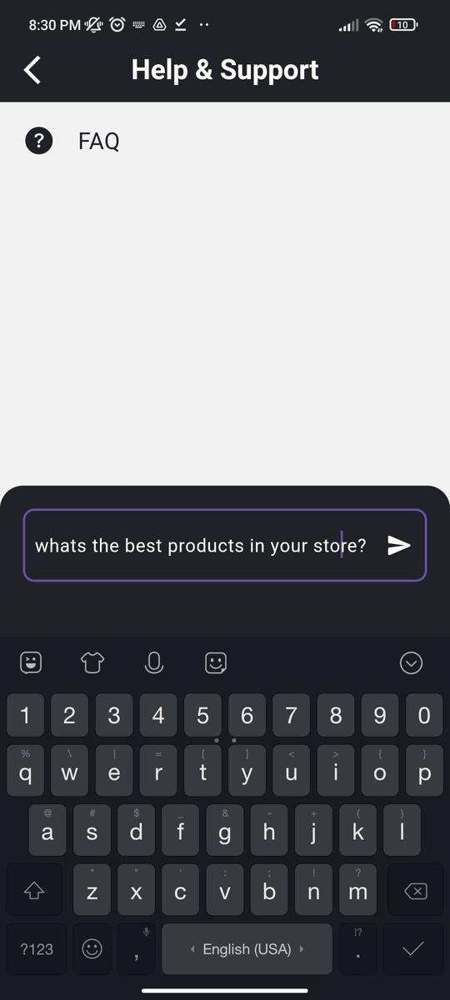 8:30 PM
10
Help & Support
? FAQ
whats the best products in your store?
1 2 3 4 5 6 7 8 9 0
% \ | = [ ] < > { }
q w e r t y u i o p
@ # $ _ & - + ( )
a s d f g h j k l
* " ' : ; ! ?
z x c v b n m
!?
?123 , English (USA) .